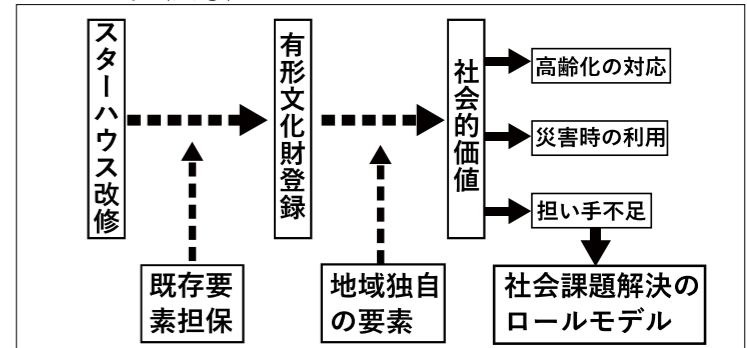 スターハウス改修
有形文化財登録
社会的価値
高齢化の対応
災害時の利用
担い手不足
既存要
素担保
地域独自
の要素
社会課題解決の
ロールモデル